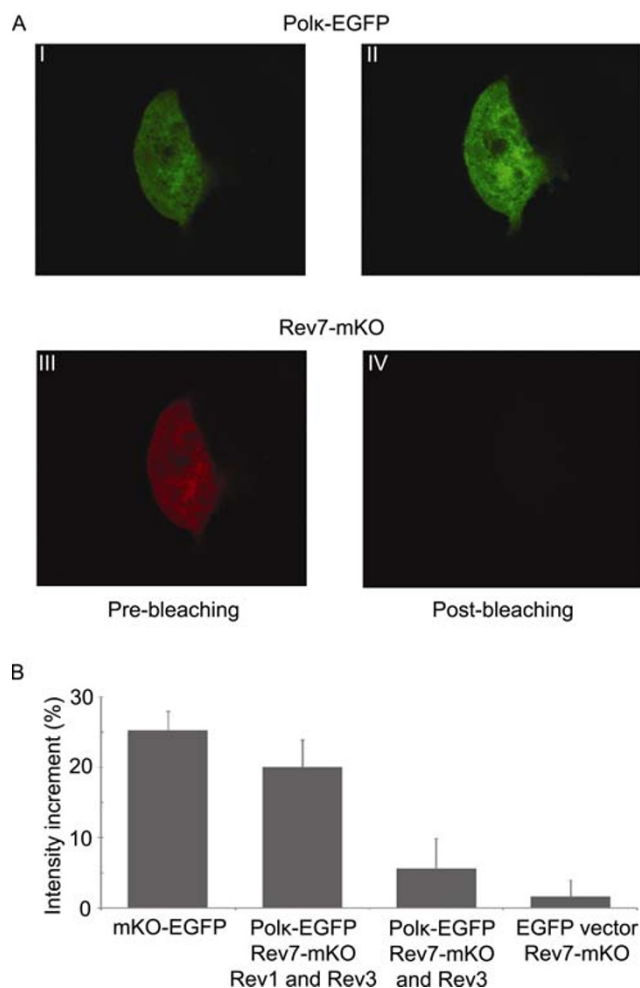 A
Polκ-EGFP
I
II
Rev7-mKO
III
IV
Pre-bleaching
Post-bleaching
B
Intensity increment (%)
30
20
10
0
mKO-EGFP
Polκ-EGFP
Rev7-mKO
Rev1 and Rev3
Polκ-EGFP
Rev7-mKO
and Rev3
EGFP vector
Rev7-mKO